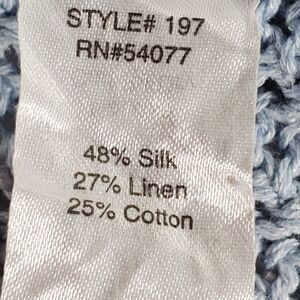 STYLE# 197
RN#54077
48% Silk
27% Linen
25% Cotton